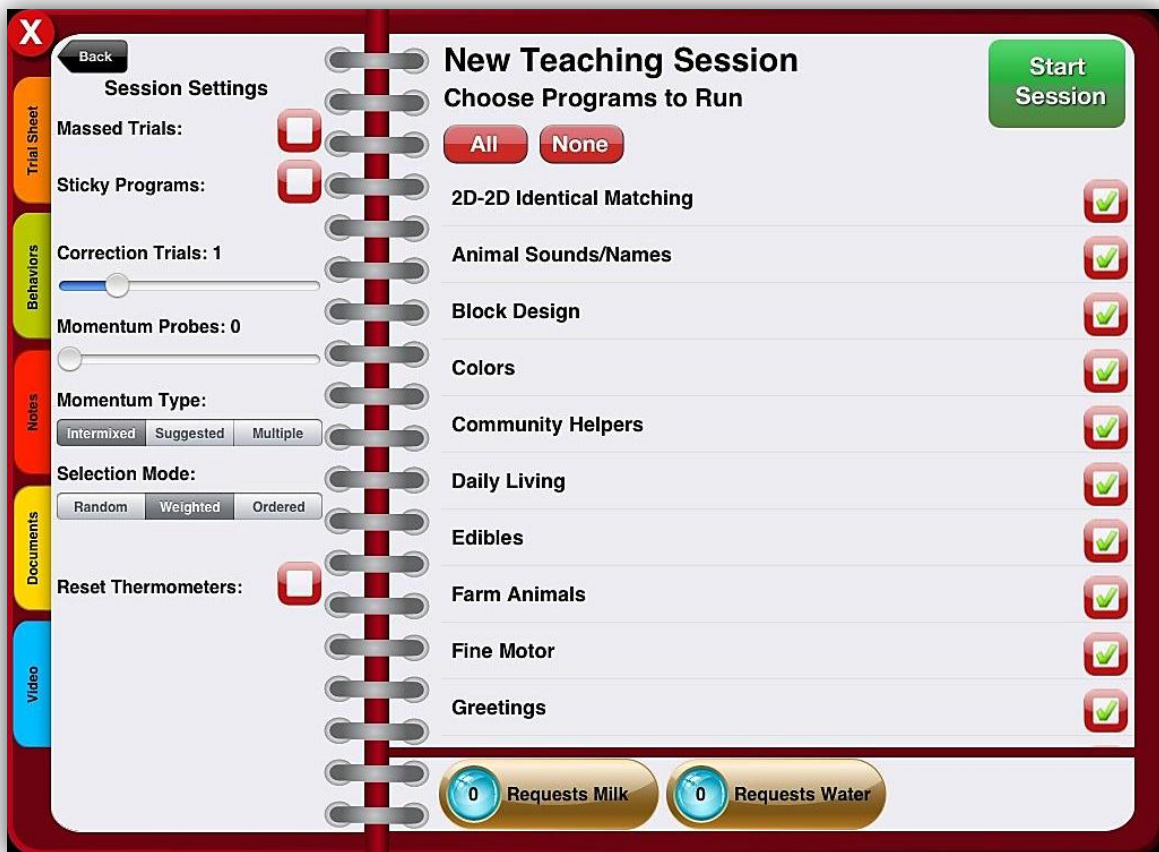 X
Back
Session Settings
Massed Trials:
Sticky Programs:
Correction Trials: 1
Momentum Probes: 0
Momentum Type:
Intermixed Suggested Multiple
Selection Mode:
Random Weighted Ordered
Reset Thermometers:
Trial Sheet
Behaviors
Notes
Documents
Video
New Teaching Session
Choose Programs to Run
Start
Session
All None
2D-2D Identical Matching
Animal Sounds/Names
Block Design
Colors
Community Helpers
Daily Living
Edibles
Farm Animals
Fine Motor
Greetings
0 Requests Milk
0 Requests Water